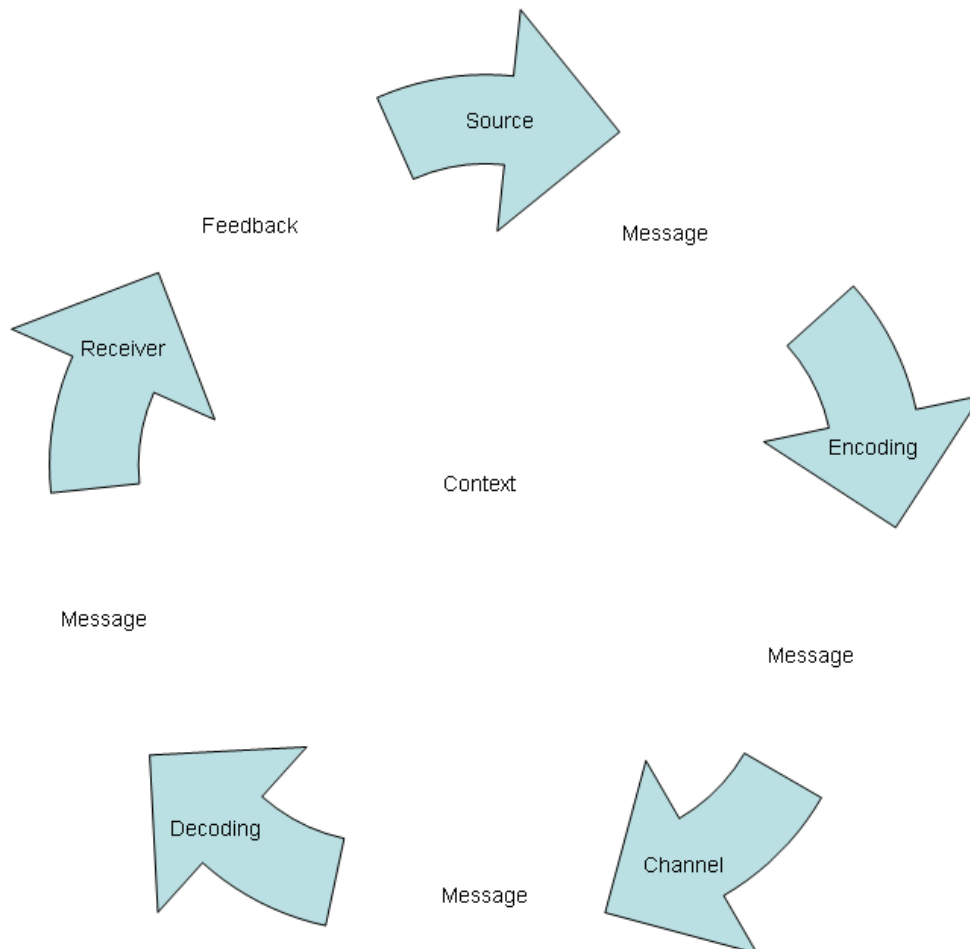 Source
Feedback
Message
Receiver
Encoding
Context
Message
Message
Decoding
Channel
Message